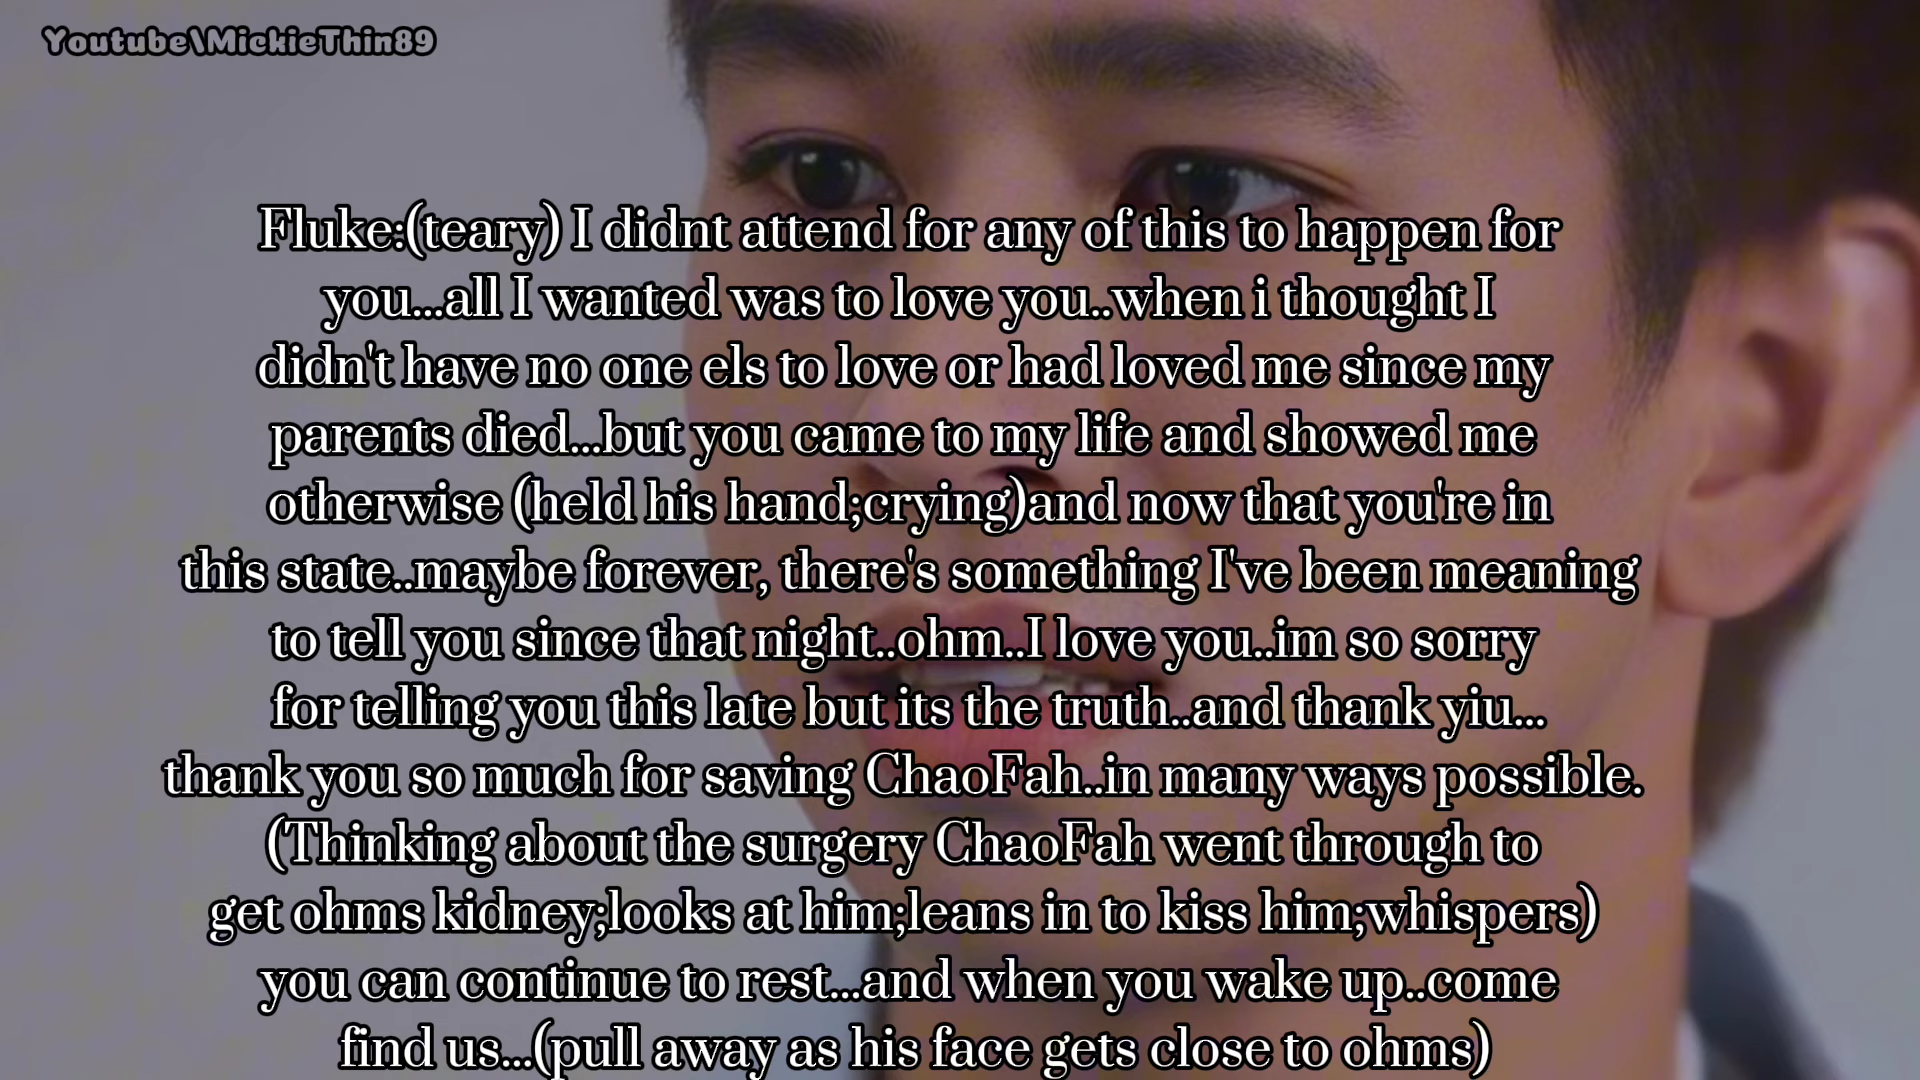 Youtube\MickieThin89
Fluke:(teary) I didnt attend for any of this to happen for
you...all I wanted was to love you..when i thought I
didn't have no one els to love or had loved me since my
parents died...but you came to my life and showed me
otherwise (held his hand;crying)and now that you're in
this state..maybe forever, there's something I've been meaning
to tell you since that night..ohm..I love you..im so sorry
for telling you this late but its the truth..and thank yiu...
thank you so much for saving ChaoFah..in many ways possible.
(Thinking about the surgery ChaoFah went through to
get ohms kidney;looks at him;leans in to kiss him;whispers)
you can continue to rest...and when you wake up..come
find us...(pull away as his face gets close to ohms)